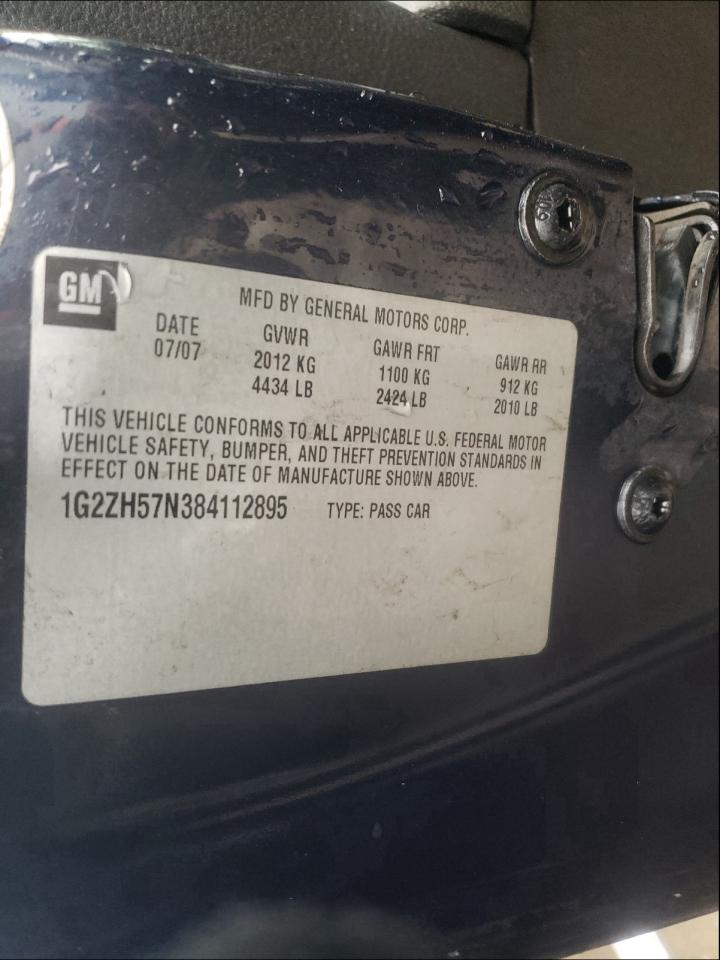 GM
MFD BY GENERAL MOTORS CORP.
DATE GVWR GAWR FRT GAWR RR
07/07 2012 KG 1100 KG 912 KG
4434 LB 2424 LB 2010 LB
THIS VEHICLE CONFORMS TO ALL APPLICABLE U.S. FEDERAL MOTOR
VEHICLE SAFETY, BUMPER, AND THEFT PREVENTION STANDARDS IN
EFFECT ON THE DATE OF MANUFACTURE SHOWN ABOVE.
1G2ZH57N384112895 TYPE: PASS CAR